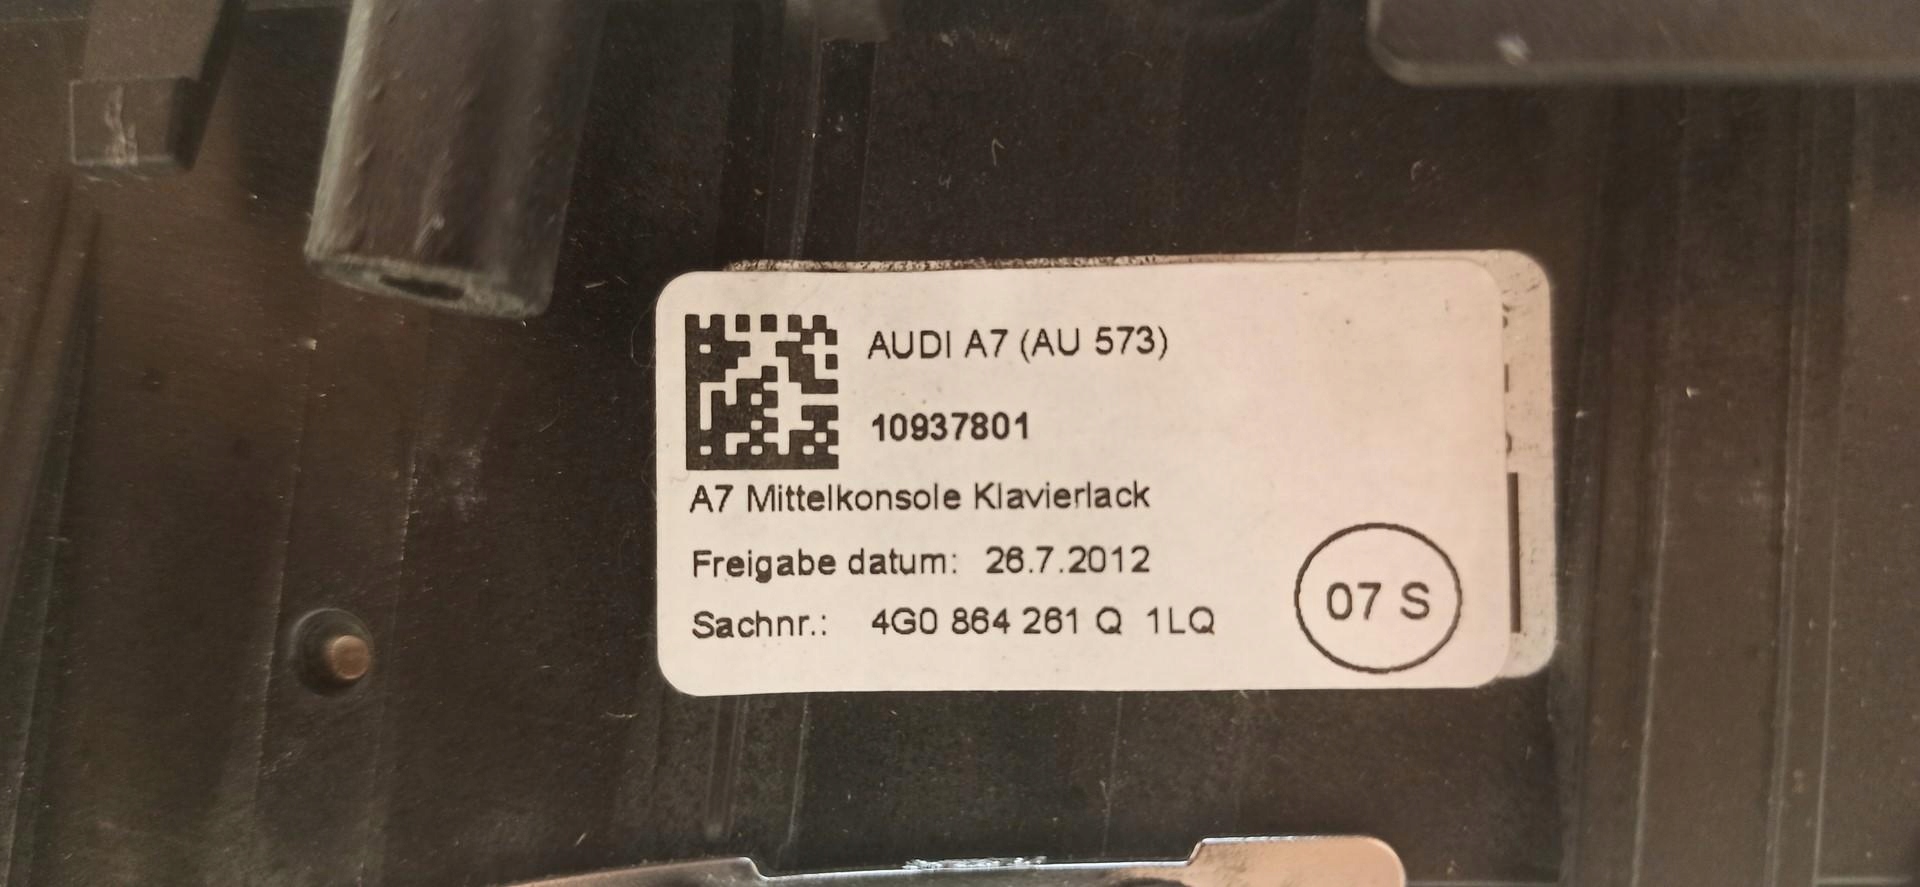 AUDI A7 (AU 573)
10937801
A7 Mittelkonsole Klavierlack
Freigabe datum: 26.7.2012
Sachnr.: 4G0 864 261 Q 1LQ
07 S